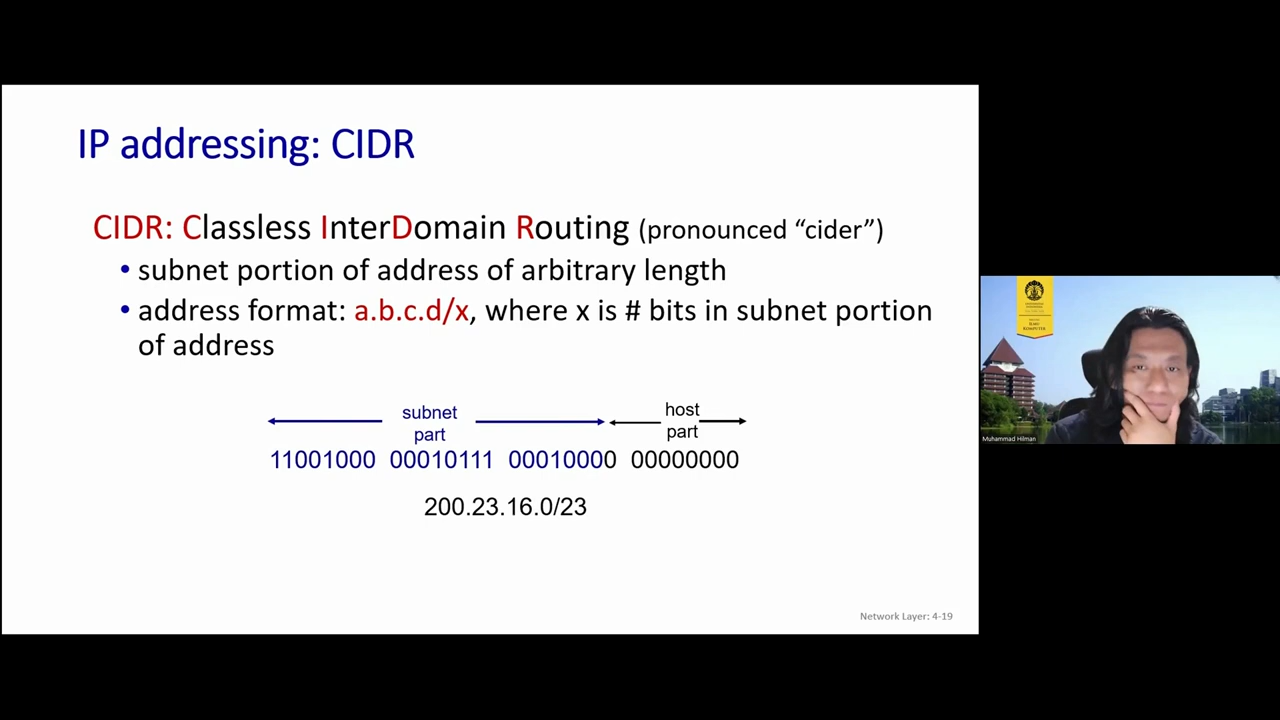 IP addressing: CIDR
CIDR: Classless InterDomain Routing (pronounced “cider”)
• subnet portion of address of arbitrary length
• address format: a.b.c.d/x, where x is # bits in subnet portion
of address
subnet
part
host
part
11001000 00010111 00010000 00000000
200.23.16.0/23
Network Layer: 4-19
ILMU
KOMPUTER
Muhammad Hilman